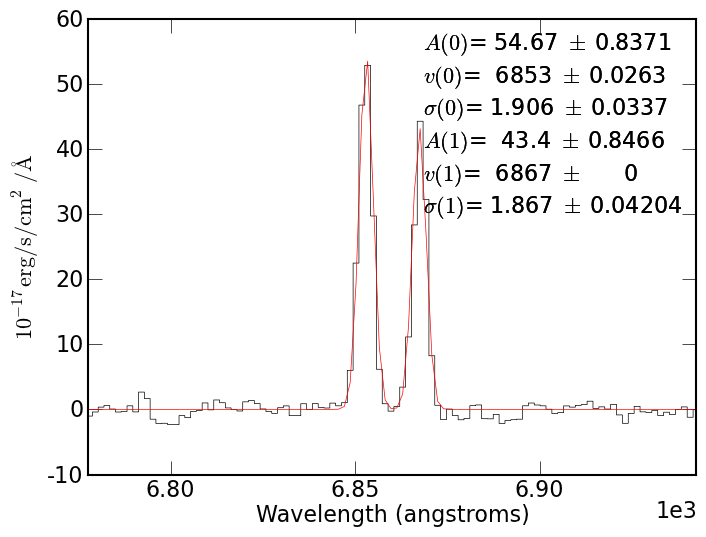 60
50
40
30
20
10
0
-10
10⁻¹⁷ erg/s/cm² /Å
A(0)= 54.67 ± 0.8371
v(0)= 6853 ± 0.0263
σ(0)= 1.906 ± 0.0337
A(1)= 43.4 ± 0.8466
v(1)= 6867 ± 0
σ(1)= 1.867 ± 0.04204
6.80 6.85 6.90
1e3
Wavelength (angstroms)